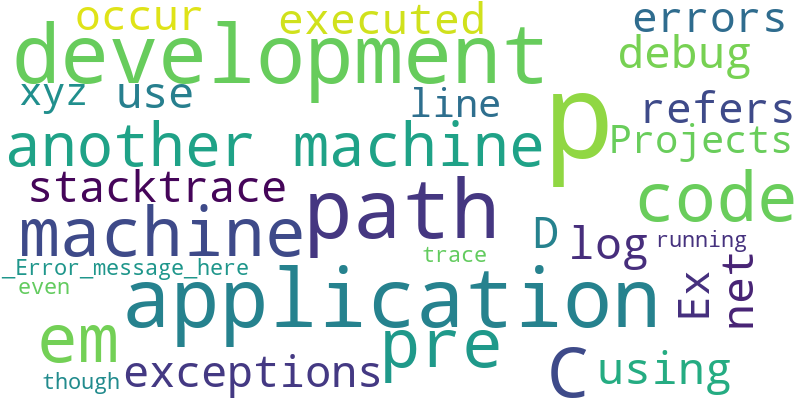 occur executed errors
development debug
xyz use line p refers
another machine Projects
stacktrace path code
machine D log running
_Error_message_here trace Ex net
even application
em pre
though exceptions C using